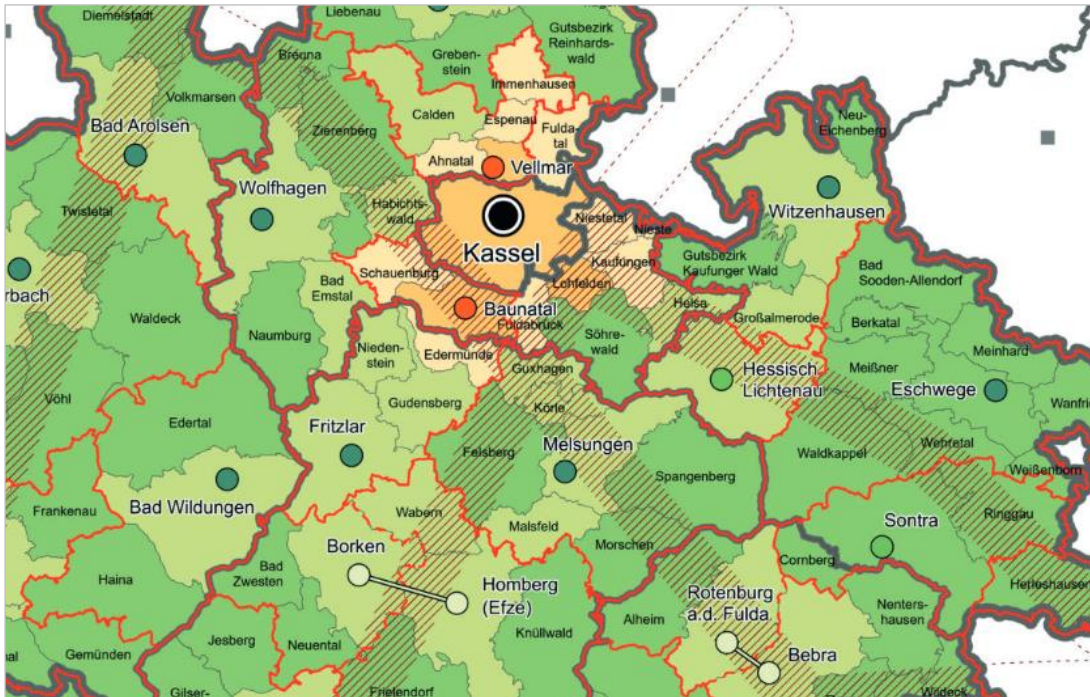 Diemelstadt
Liebenau
Gutsbezirk
Reinhards-
wald
Greben-
stein
Breuna
Immenhausen
Volkmarsen
Calden
Espenau
Neu-
Eichenberg
Fulda-
tal
Bad Arolsen
Zierenberg
Ahnatal
Vellmar
Wolfhagen
Witzenhausen
Twistetal
Habichts-
wald
Niestetal
Nieste
Kassel
Kaufungen
Gutsbezirk
Kaufunger Wald
Bad
Sooden-Allendorf
Schauenburg
Lohfelden
rbach
Bad
Emstal
Baunatal
Helsa
Großalmerode
Waldeck
Fuldabrück
Berkatal
Naumburg
Söhre-
wald
Nieden-
stein
Edermünde
Meinhard
Guxhagen
Hessisch
Lichtenau
Meißner
Eschwege
Vöhl
Gudensberg
Körle
Wanfrie
Edertal
Fritzlar
Felsberg
Melsungen
Wehretal
Waldkappel
Weißenborn
Spangenberg
Bad Wildungen
Frankenau
Wabern
Ringgau
Malsfeld
Sontra
Borken
Morschen
Cornberg
Haina
Bad
Zwesten
Homberg
(Efze)
Rotenburg
a.d. Fulda
Herleshausen
Alheim
Nenters-
hausen
Jesberg
Neuental
Knüllwald
Bebra
Gemünden
Gilser-
Frielendorf
Wildeck